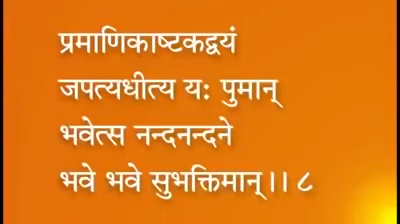 प्रमाणिकाष्टकद्वयं
जपत्यधीत्य यः पुमान्
भवेत्स नन्दनन्दने
भवे भवे सुभक्तिमान्।। ८